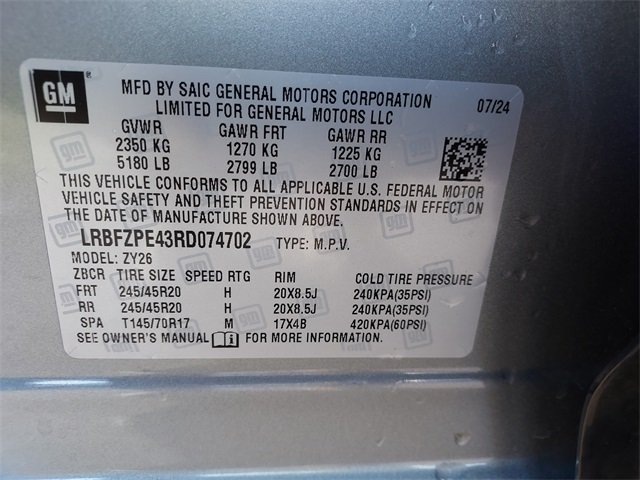 GM ®
MFD BY SAIC GENERAL MOTORS CORPORATION 07/24
LIMITED FOR GENERAL MOTORS LLC
GVWR GAWR FRT GAWR RR
2350 KG 1270 KG 1225 KG
5180 LB 2799 LB 2700 LB
THIS VEHICLE CONFORMS TO ALL APPLICABLE U.S. FEDERAL MOTOR
VEHICLE SAFETY AND THEFT PREVENTION STANDARDS IN EFFECT ON
THE DATE OF MANUFACTURE SHOWN ABOVE.
LRBFZPE43RD074702 TYPE: M.P.V.
MODEL: ZY26
ZBCR TIRE SIZE SPEED RTG RIM COLD TIRE PRESSURE
FRT 245/45R20 H 20X8.5J 240KPA(35PSI)
RR 245/45R20 H 20X8.5J 240KPA(35PSI)
SPA T145/70R17 M 17X4B 420KPA(60PSI)
SEE OWNER'S MANUAL FOR MORE INFORMATION.